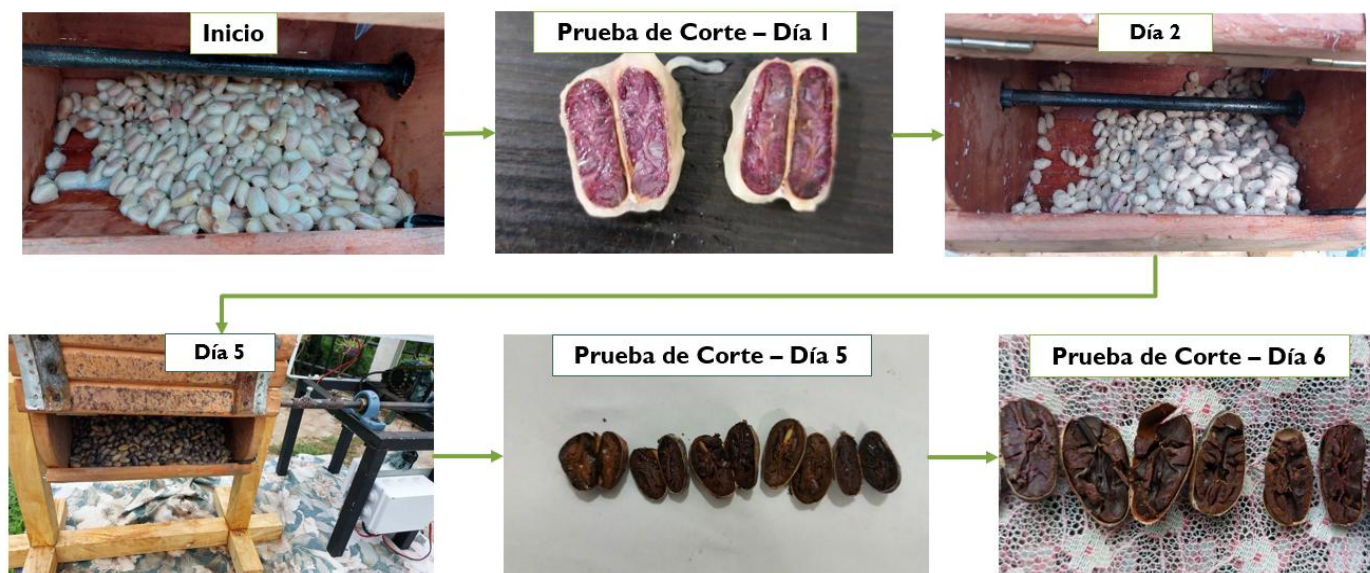 Inicio
Prueba de Corte – Día 1
Día 2
Día 5
Prueba de Corte – Día 5
Prueba de Corte – Día 6